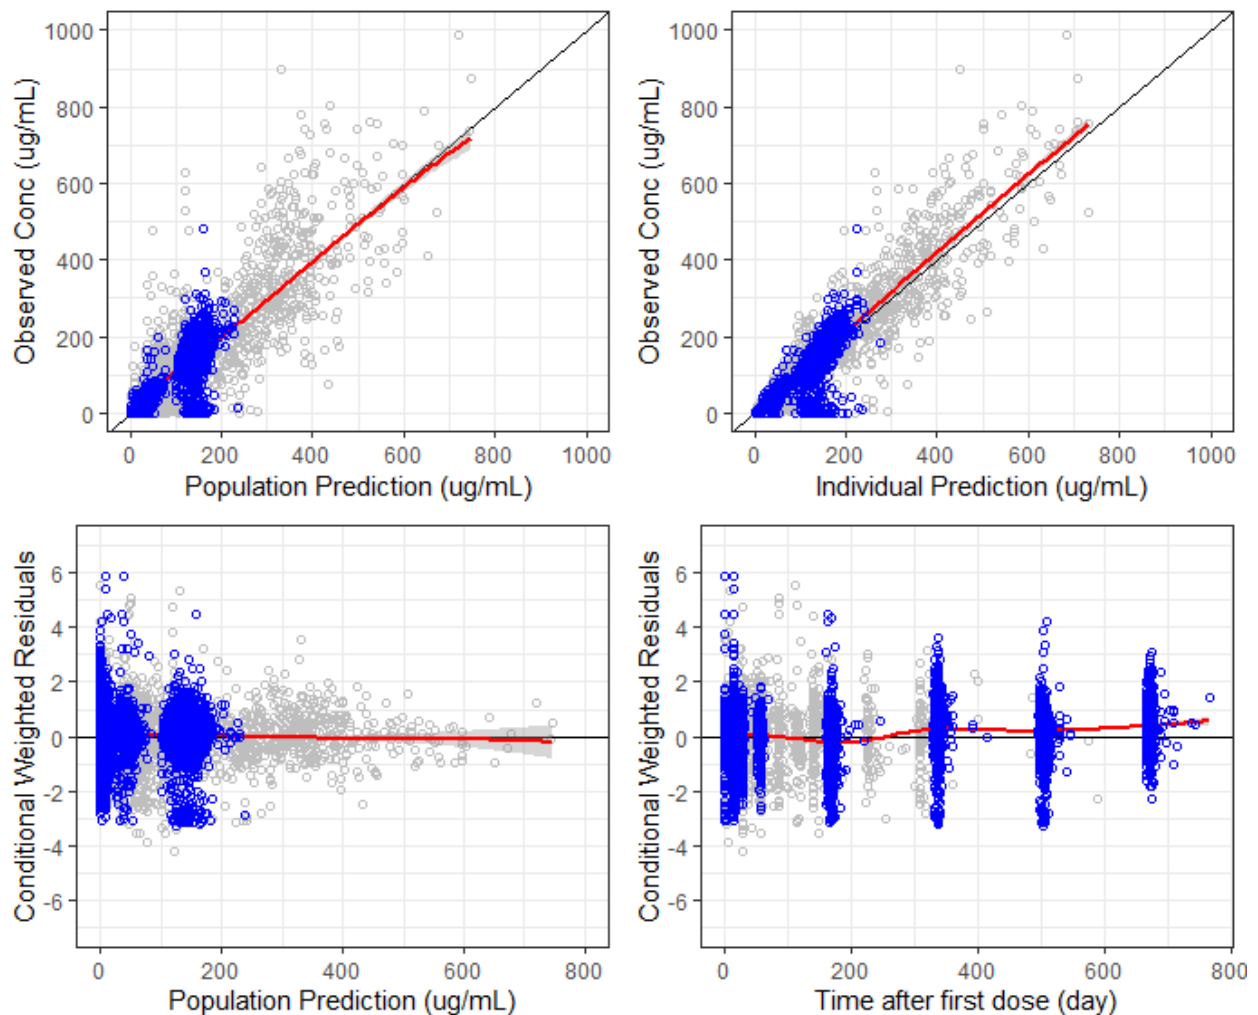 1000
800
600
400
200
0
Observed Conc (ug/mL)
0 200 400 600 800 1000
Population Prediction (ug/mL)
1000
800
600
400
200
0
Observed Conc (ug/mL)
0 200 400 600 800 1000
Individual Prediction (ug/mL)
6
4
2
0
-2
-4
-6
Conditional Weighted Residuals
0 200 400 600 800
Population Prediction (ug/mL)
6
4
2
0
-2
-4
-6
Conditional Weighted Residuals
0 200 400 600 800
Time after first dose (day)